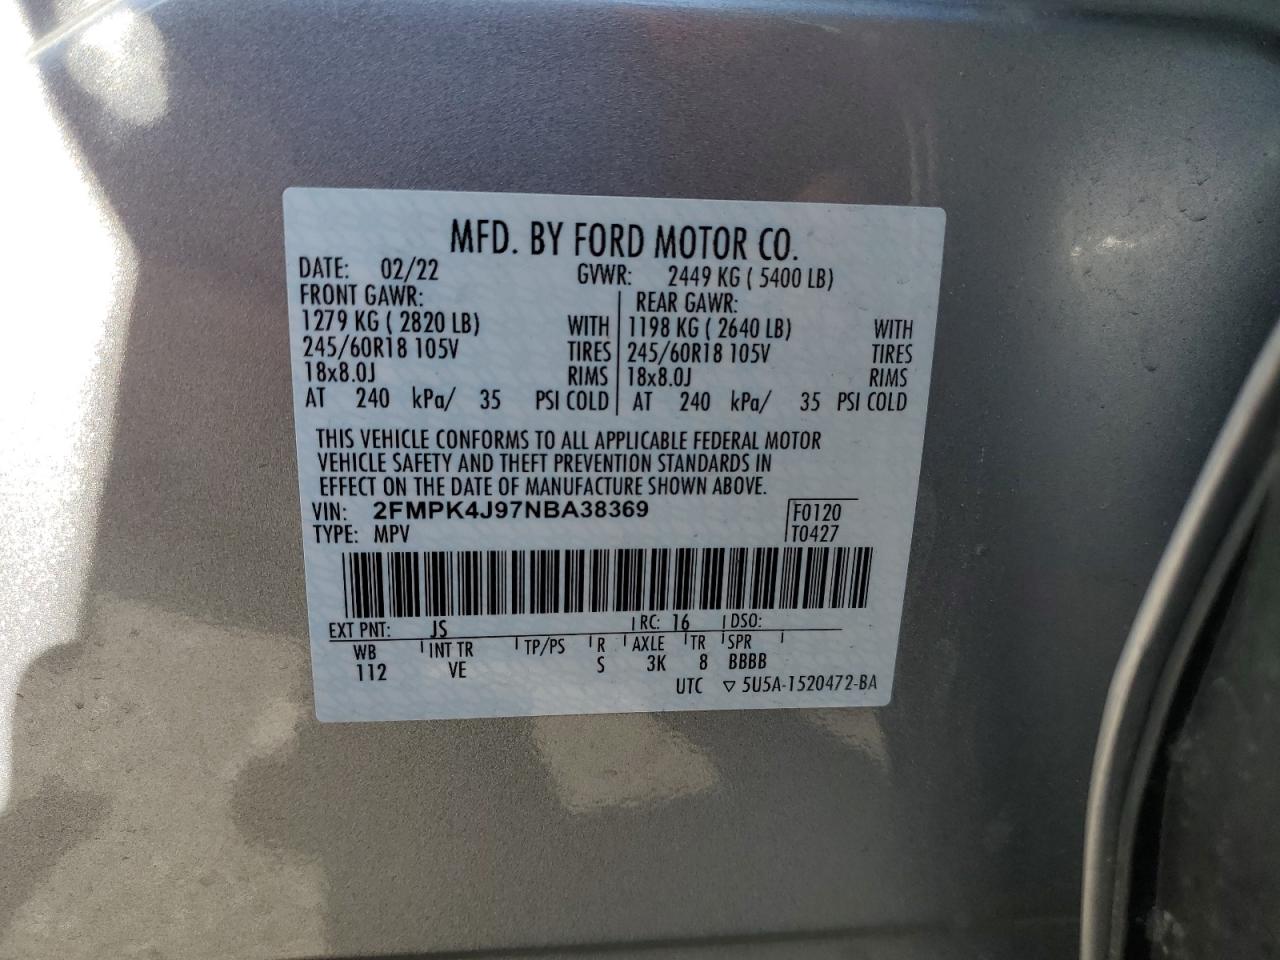 MFD. BY FORD MOTOR CO.
DATE: 02/22 GVWR: 2449 KG ( 5400 LB)
FRONT GAWR: REAR GAWR:
1279 KG ( 2820 LB) WITH 1198 KG ( 2640 LB) WITH
245/60R18 105V TIRES 245/60R18 105V TIRES
18x8.0J RIMS 18x8.0J RIMS
AT 240 kPa/ 35 PSI COLD AT 240 kPa/ 35 PSI COLD
THIS VEHICLE CONFORMS TO ALL APPLICABLE FEDERAL MOTOR
VEHICLE SAFETY AND THEFT PREVENTION STANDARDS IN
EFFECT ON THE DATE OF MANUFACTURE SHOWN ABOVE.
VIN: 2FMPK4J97NBA38369 F0120
TYPE: MPV T0427
EXT PNT: JS RC: 16 DSO:
WB INT TR TP/PS R AXLE TR SPR
112 VE S 3K 8 BBBB
UTC ▽ 5U5A-1520472-BA